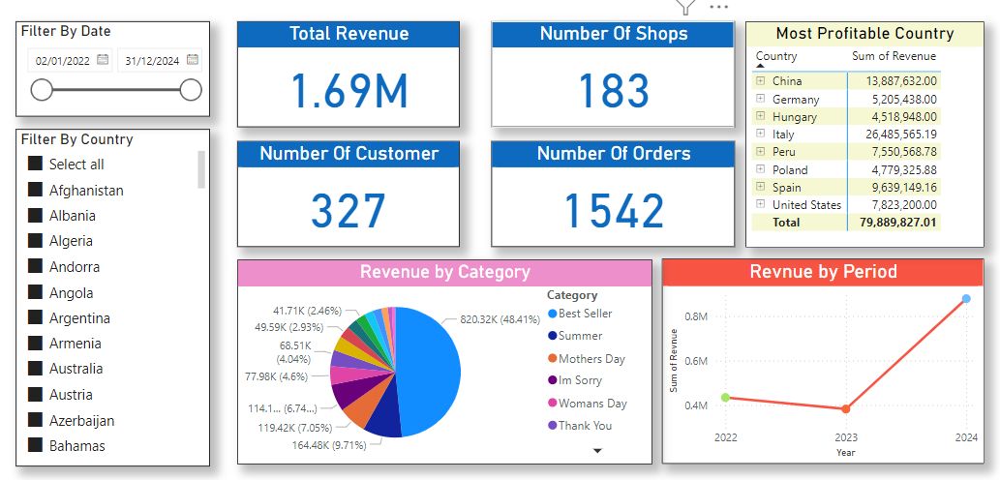 Filter By Date
02/01/2022
31/12/2024
Filter By Country
Select all
Afghanistan
Albania
Algeria
Andorra
Angola
Argentina
Armenia
Australia
Austria
Azerbaijan
Bahamas
Total Revenue
1.69M
Number Of Shops
183
Number Of Customer
327
Number Of Orders
1542
Most Profitable Country
Country Sum of Revenue
China 13,887,632.00
Germany 5,205,438.00
Hungary 4,518,948.00
Italy 26,485,565.19
Peru 7,550,568.78
Poland 4,779,325.88
Spain 9,639,149.16
United States 7,823,200.00
Total 79,889,827.01
Revenue by Category
41.71K (2.46%)
49.59K (2.93%)
68.51K
(4.04%)
77.98K (4.6%)
114.1... (6.74...)
119.42K (7.05%)
164.48K (9.71%)
820.32K (48.41%)
Category
Best Seller
Summer
Mothers Day
Im Sorry
Womans Day
Thank You
Revnue by Period
Sum of Revnue
0.8M
0.6M
0.4M
2022 2023 2024
Year